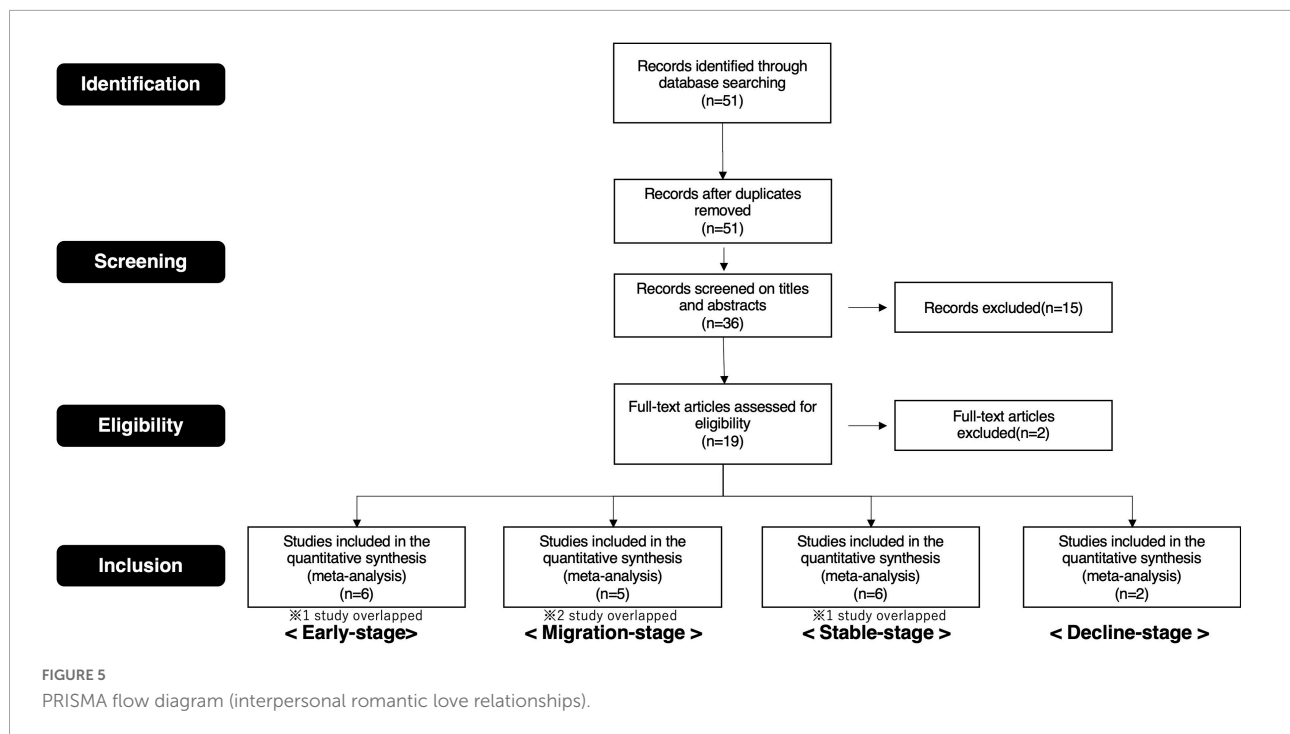 Identification
Records identified through
database searching
(n=51)
Records after duplicates
removed
(n=51)
Screening
Records screened on titles
and abstracts
(n=36)
Records excluded(n=15)
Eligibility
Full-text articles assessed for
eligibility
(n=19)
Full-text articles
excluded(n=2)
Inclusion
Studies included in the
quantitative synthesis
(meta-analysis)
(n=6)
※1 study overlapped
< Early-stage>
Studies included in the
quantitative synthesis
(meta-analysis)
(n=5)
※2 study overlapped
< Migration-stage >
Studies included in the
quantitative synthesis
(meta-analysis)
(n=6)
※1 study overlapped
< Stable-stage >
Studies included in the
quantitative synthesis
(meta-analysis)
(n=2)
< Decline-stage >
FIGURE 5
PRISMA flow diagram (interpersonal romantic love relationships).